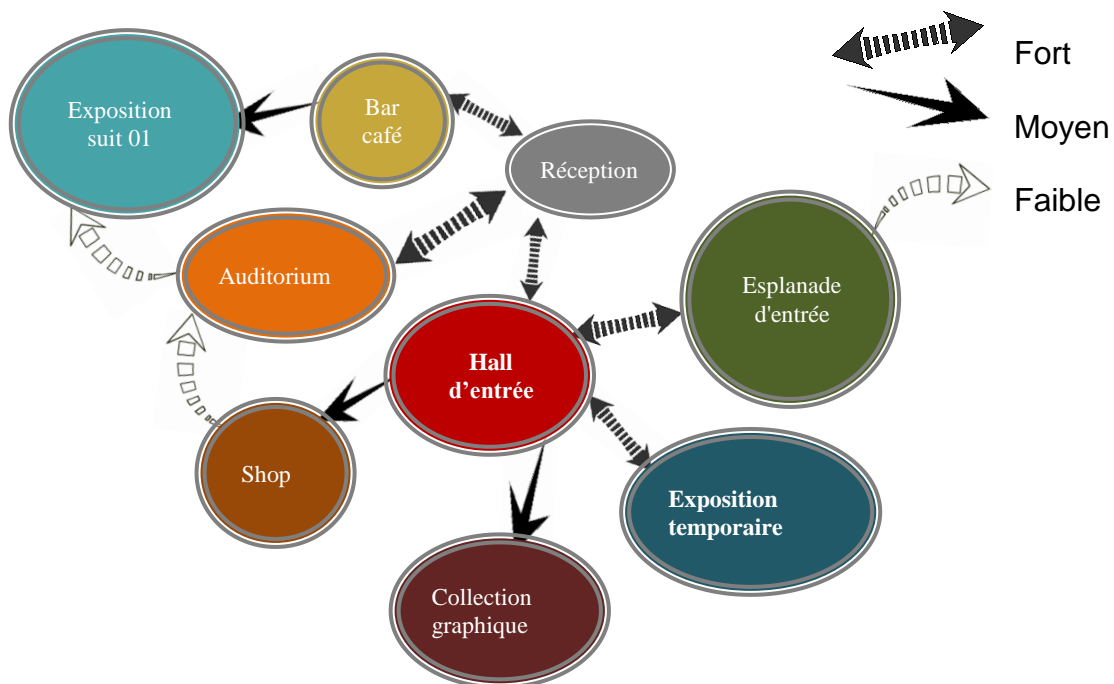 Fort
Moyen
Faible
Exposition
suit 01
Bar
café
Réception
Auditorium
Esplanade
d'entrée
Hall
d’entrée
Shop
Exposition
temporaire
Collection
graphique